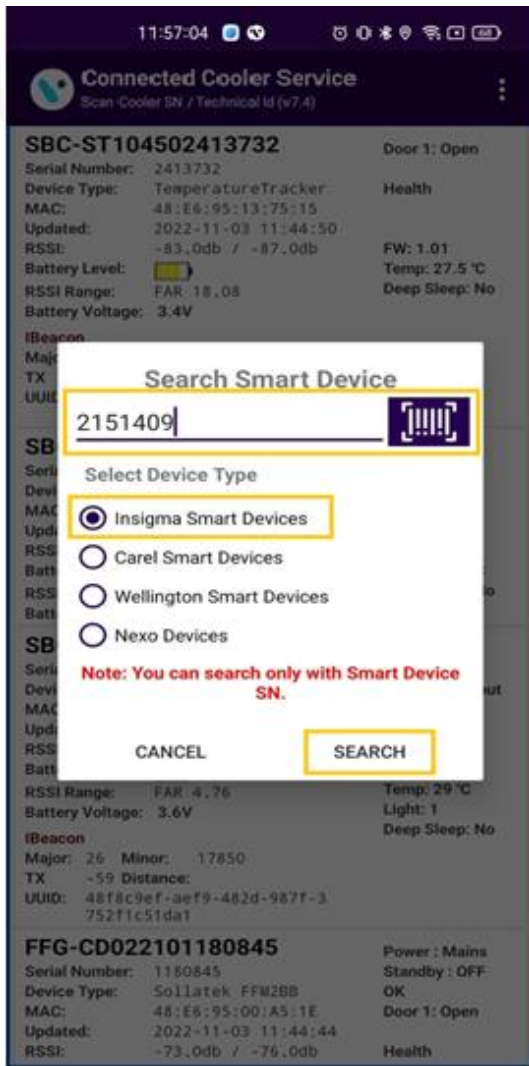 11:57:04
Connected Cooler Service
Scan Cooler SN / Technical Id (v7.4)
SBC-ST104502413732 Door 1: Open
Serial Number: 2413732
Device Type: TemperatureTracker Health
MAC: 48:E6:95:13:75:15
Updated: 2022-11-03 11:44:50
RSSI: -83.0db / -87.0db FW: 1.01
Battery Level: Temp: 27.5 °C
RSSI Range: FAR 18.08 Deep Sleep: No
Battery Voltage: 3.4V
IBeacon
Search Smart Device
2151409
Select Device Type
Insigma Smart Devices
Carel Smart Devices
Wellington Smart Devices
Nexo Devices
Note: You can search only with Smart Device
SN.
CANCEL SEARCH
RSSI Range: FAR 4.76 Temp: 29 °C
Battery Voltage: 3.6V Light: 1
IBeacon Deep Sleep: No
Major: 26 Minor: 17850
TX -59 Distance:
UUID: 48f8c9ef-aef9-482d-987f-3
752f1c51da1
FFG-CD022101180845 Power : Mains
Serial Number: 1180845 Standby : OFF
Device Type: Sollatek FFM2BB OK
MAC: 48:E6:95:00:A5:1E Door 1: Open
Updated: 2022-11-03 11:44:44
RSSI: -73.0db / -76.0db Health